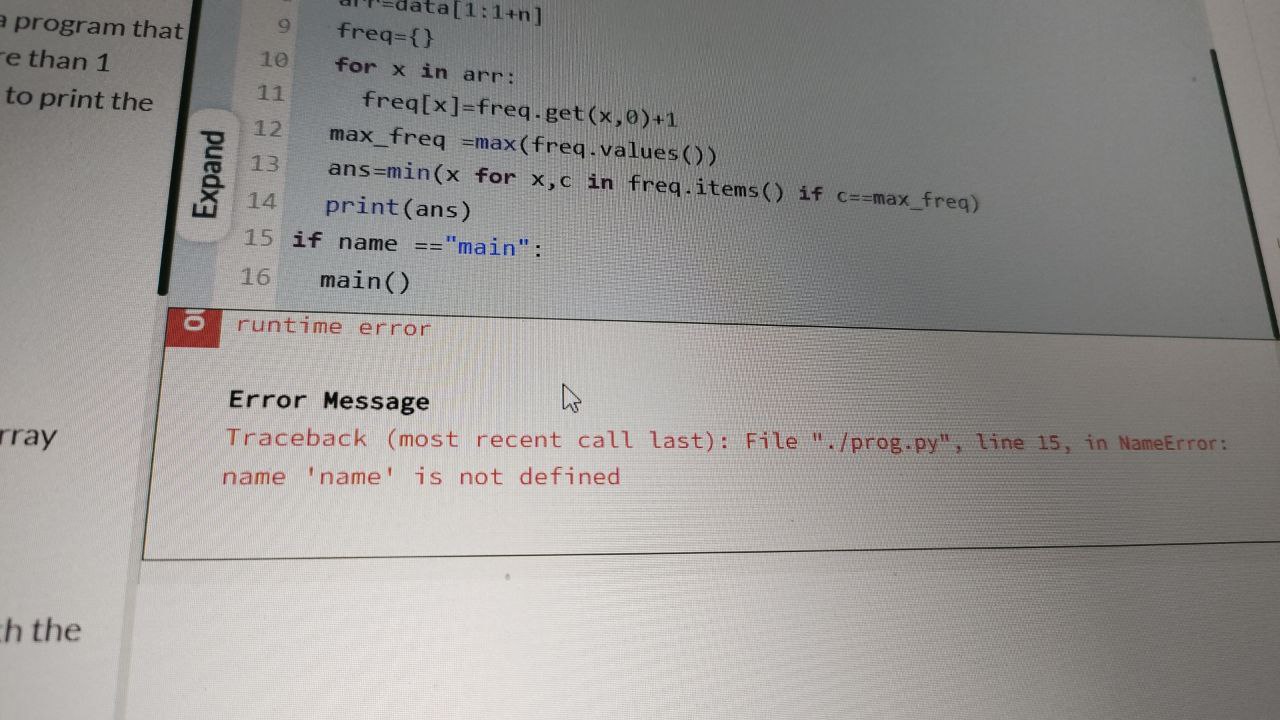 a program that
re than 1
to print the
rray
th the
Expand
arr=data[1:1+n]
9 freq={}
10 for x in arr:
11 freq[x]=freq.get(x,0)+1
12 max_freq =max(freq.values())
13 ans=min(x for x,c in freq.items() if c==max_freq)
14 print(ans)
15 if name =="main":
16 main()
runtime error
Error Message
Traceback (most recent call last): File "./prog.py", line 15, in NameError:
name 'name' is not defined